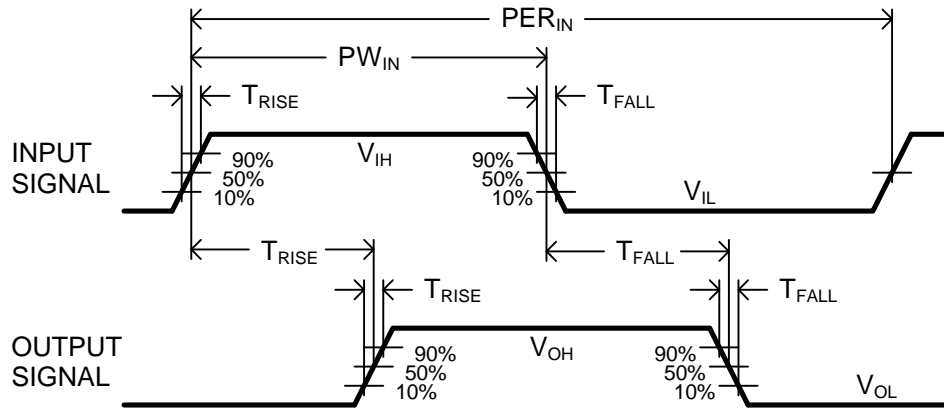 PER_IN
PW_IN
T_RISE
T_FALL
INPUT
SIGNAL
V_IH
90%
50%
10%
90%
50%
10%
V_IL
T_RISE
T_FALL
T_RISE
T_FALL
OUTPUT
SIGNAL
V_OH
90%
50%
10%
90%
50%
10%
V_OL